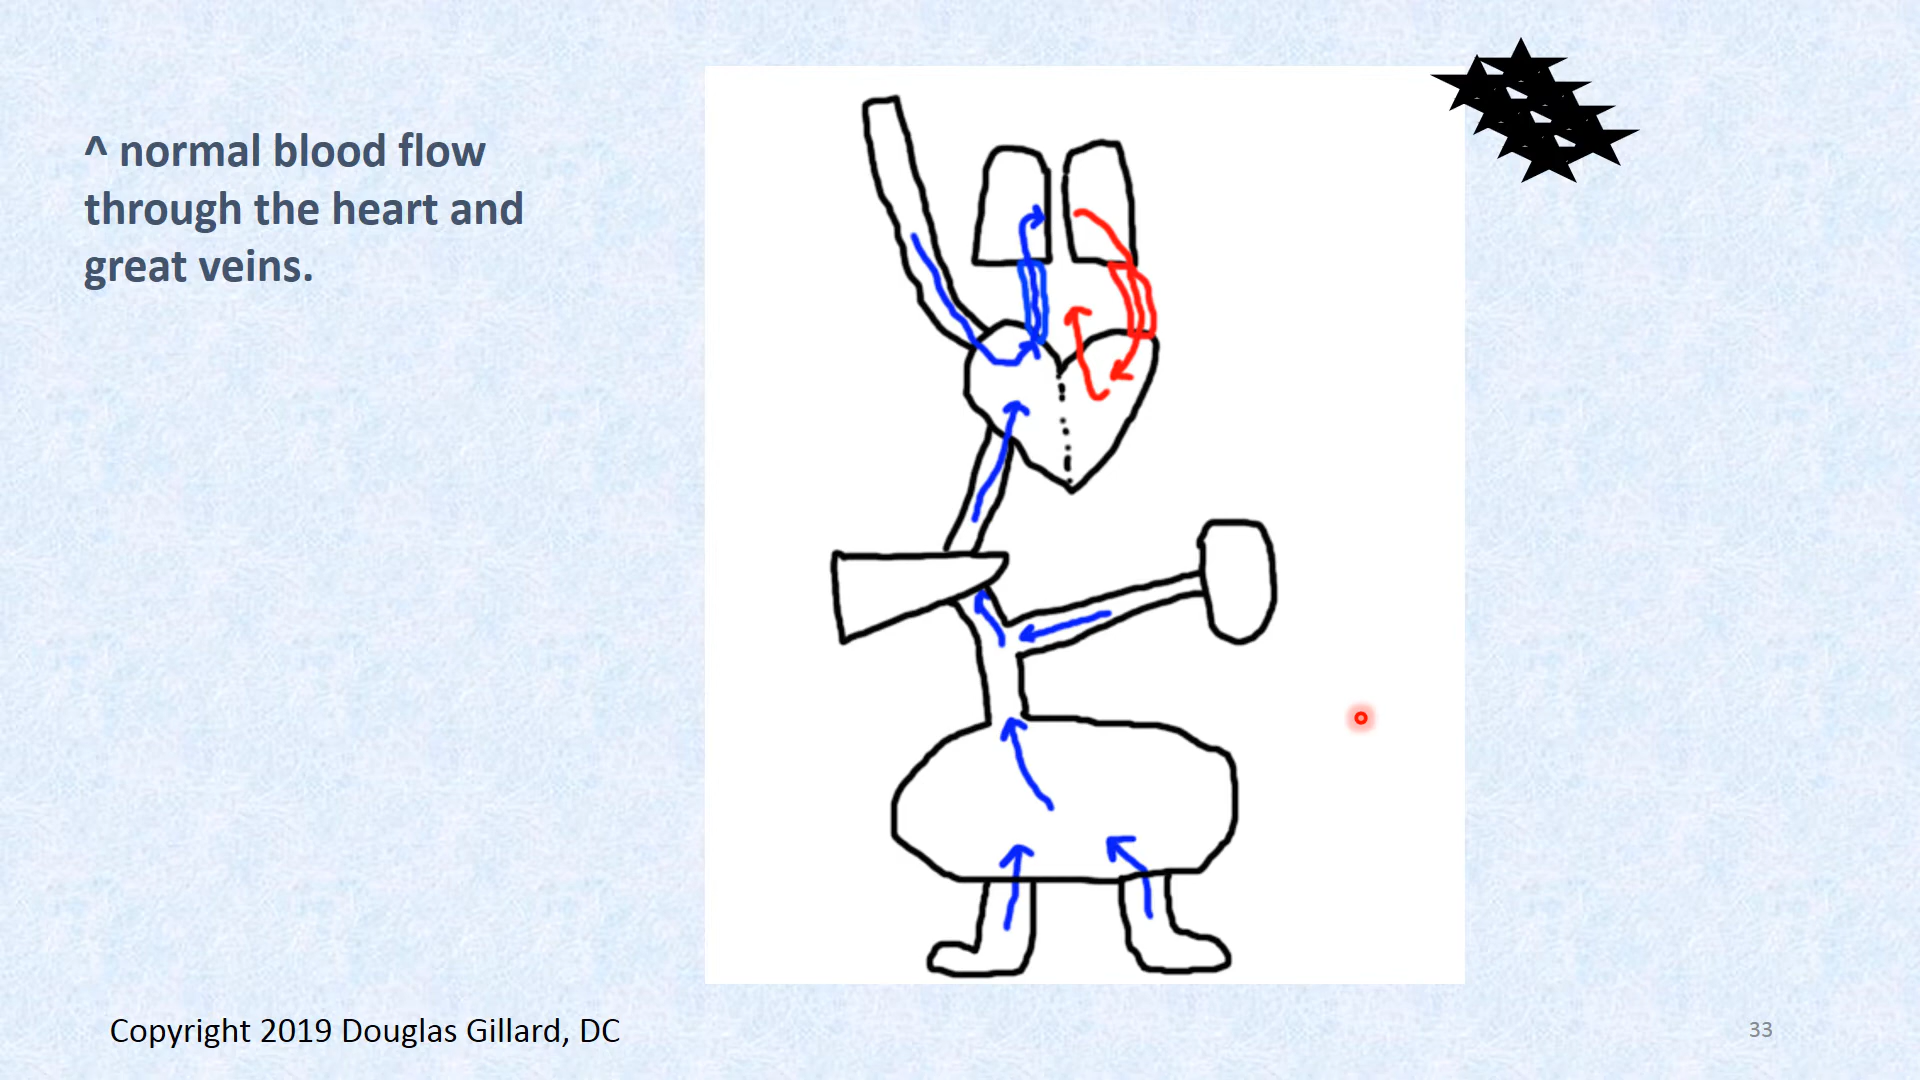 ^ normal blood flow
through the heart and
great veins.
Copyright 2019 Douglas Gillard, DC
33